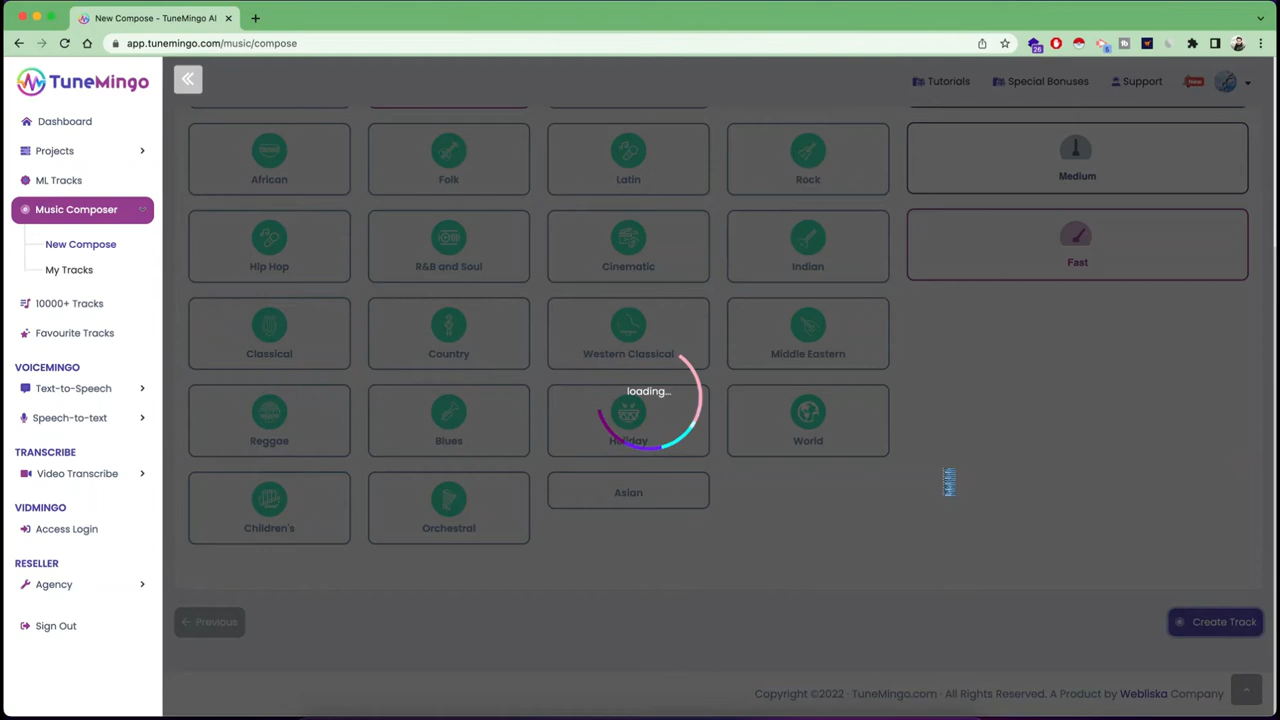 New Compose - TuneMingo AI
app.tunemingo.com/music/compose
26
6
TuneMingo
Tutorials
Special Bonuses
Support
New
Dashboard
Projects
ML Tracks
Music Composer
New Compose
My Tracks
10000+ Tracks
Favourite Tracks
VOICEMINGO
Text-to-Speech
Speech-to-text
TRANSCRIBE
Video Transcribe
VIDMINGO
Access Login
RESELLER
Agency
Sign Out
African
Folk
Latin
Rock
Medium
Hip Hop
R&B and Soul
Cinematic
Indian
Fast
Classical
Country
Western Classical
Middle Eastern
loading...
Reggae
Blues
Holiday
World
Children's
Orchestral
Asian
Previous
Create Track
Copyright ©2022 · TuneMingo.com · All Rights Reserved. A Product by Webliska Company